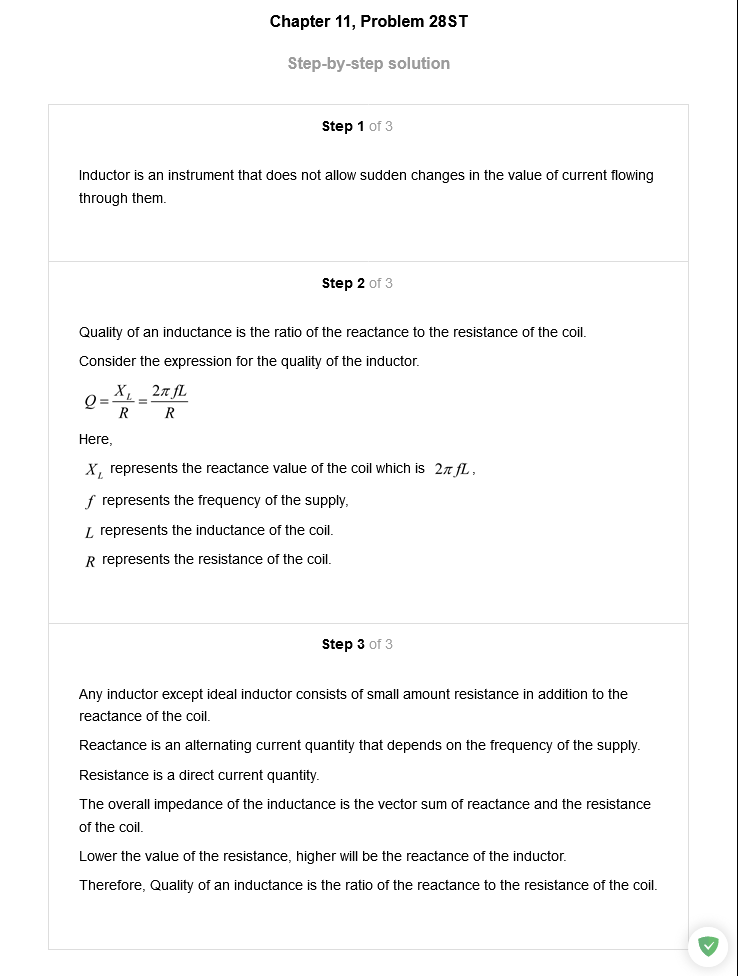 Chapter 11, Problem 28ST
Step-by-step solution
Step 1 of 3
Inductor is an instrument that does not allow sudden changes in the value of current flowing
through them.
Step 2 of 3
Quality of an inductance is the ratio of the reactance to the resistance of the coil.
Consider the expression for the quality of the inductor.
Q = X_L / R = 2π fL / R
Here,
X_L represents the reactance value of the coil which is 2π fL,
f represents the frequency of the supply,
L represents the inductance of the coil.
R represents the resistance of the coil.
Step 3 of 3
Any inductor except ideal inductor consists of small amount resistance in addition to the
reactance of the coil.
Reactance is an alternating current quantity that depends on the frequency of the supply.
Resistance is a direct current quantity.
The overall impedance of the inductance is the vector sum of reactance and the resistance
of the coil.
Lower the value of the resistance, higher will be the reactance of the inductor.
Therefore, Quality of an inductance is the ratio of the reactance to the resistance of the coil.